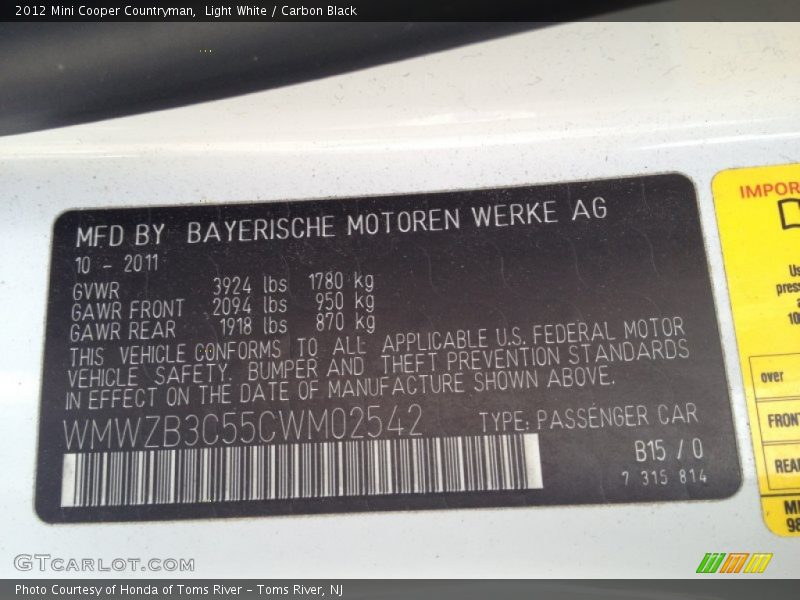 2012 Mini Cooper Countryman,  Light White / Carbon Black
MFD BY BAYERISCHE MOTOREN WERKE AG
10 - 2011
GVWR 3924 lbs 1780 kg
GAWR FRONT 2094 lbs 950 kg
GAWR REAR 1918 lbs 870 kg
THIS VEHICLE CONFORMS TO ALL APPLICABLE U.S. FEDERAL MOTOR
VEHICLE SAFETY, BUMPER AND THEFT PREVENTION STANDARDS
IN EFFECT ON THE DATE OF MANUFACTURE SHOWN ABOVE.
WMWZB3C55CWM02542 TYPE: PASSENGER CAR
B15 / 0
7 315 814
IMPOR
over
FRONT
REA
GTCARLOT.COM
Photo Courtesy of Honda of Toms River - Toms River, NJ